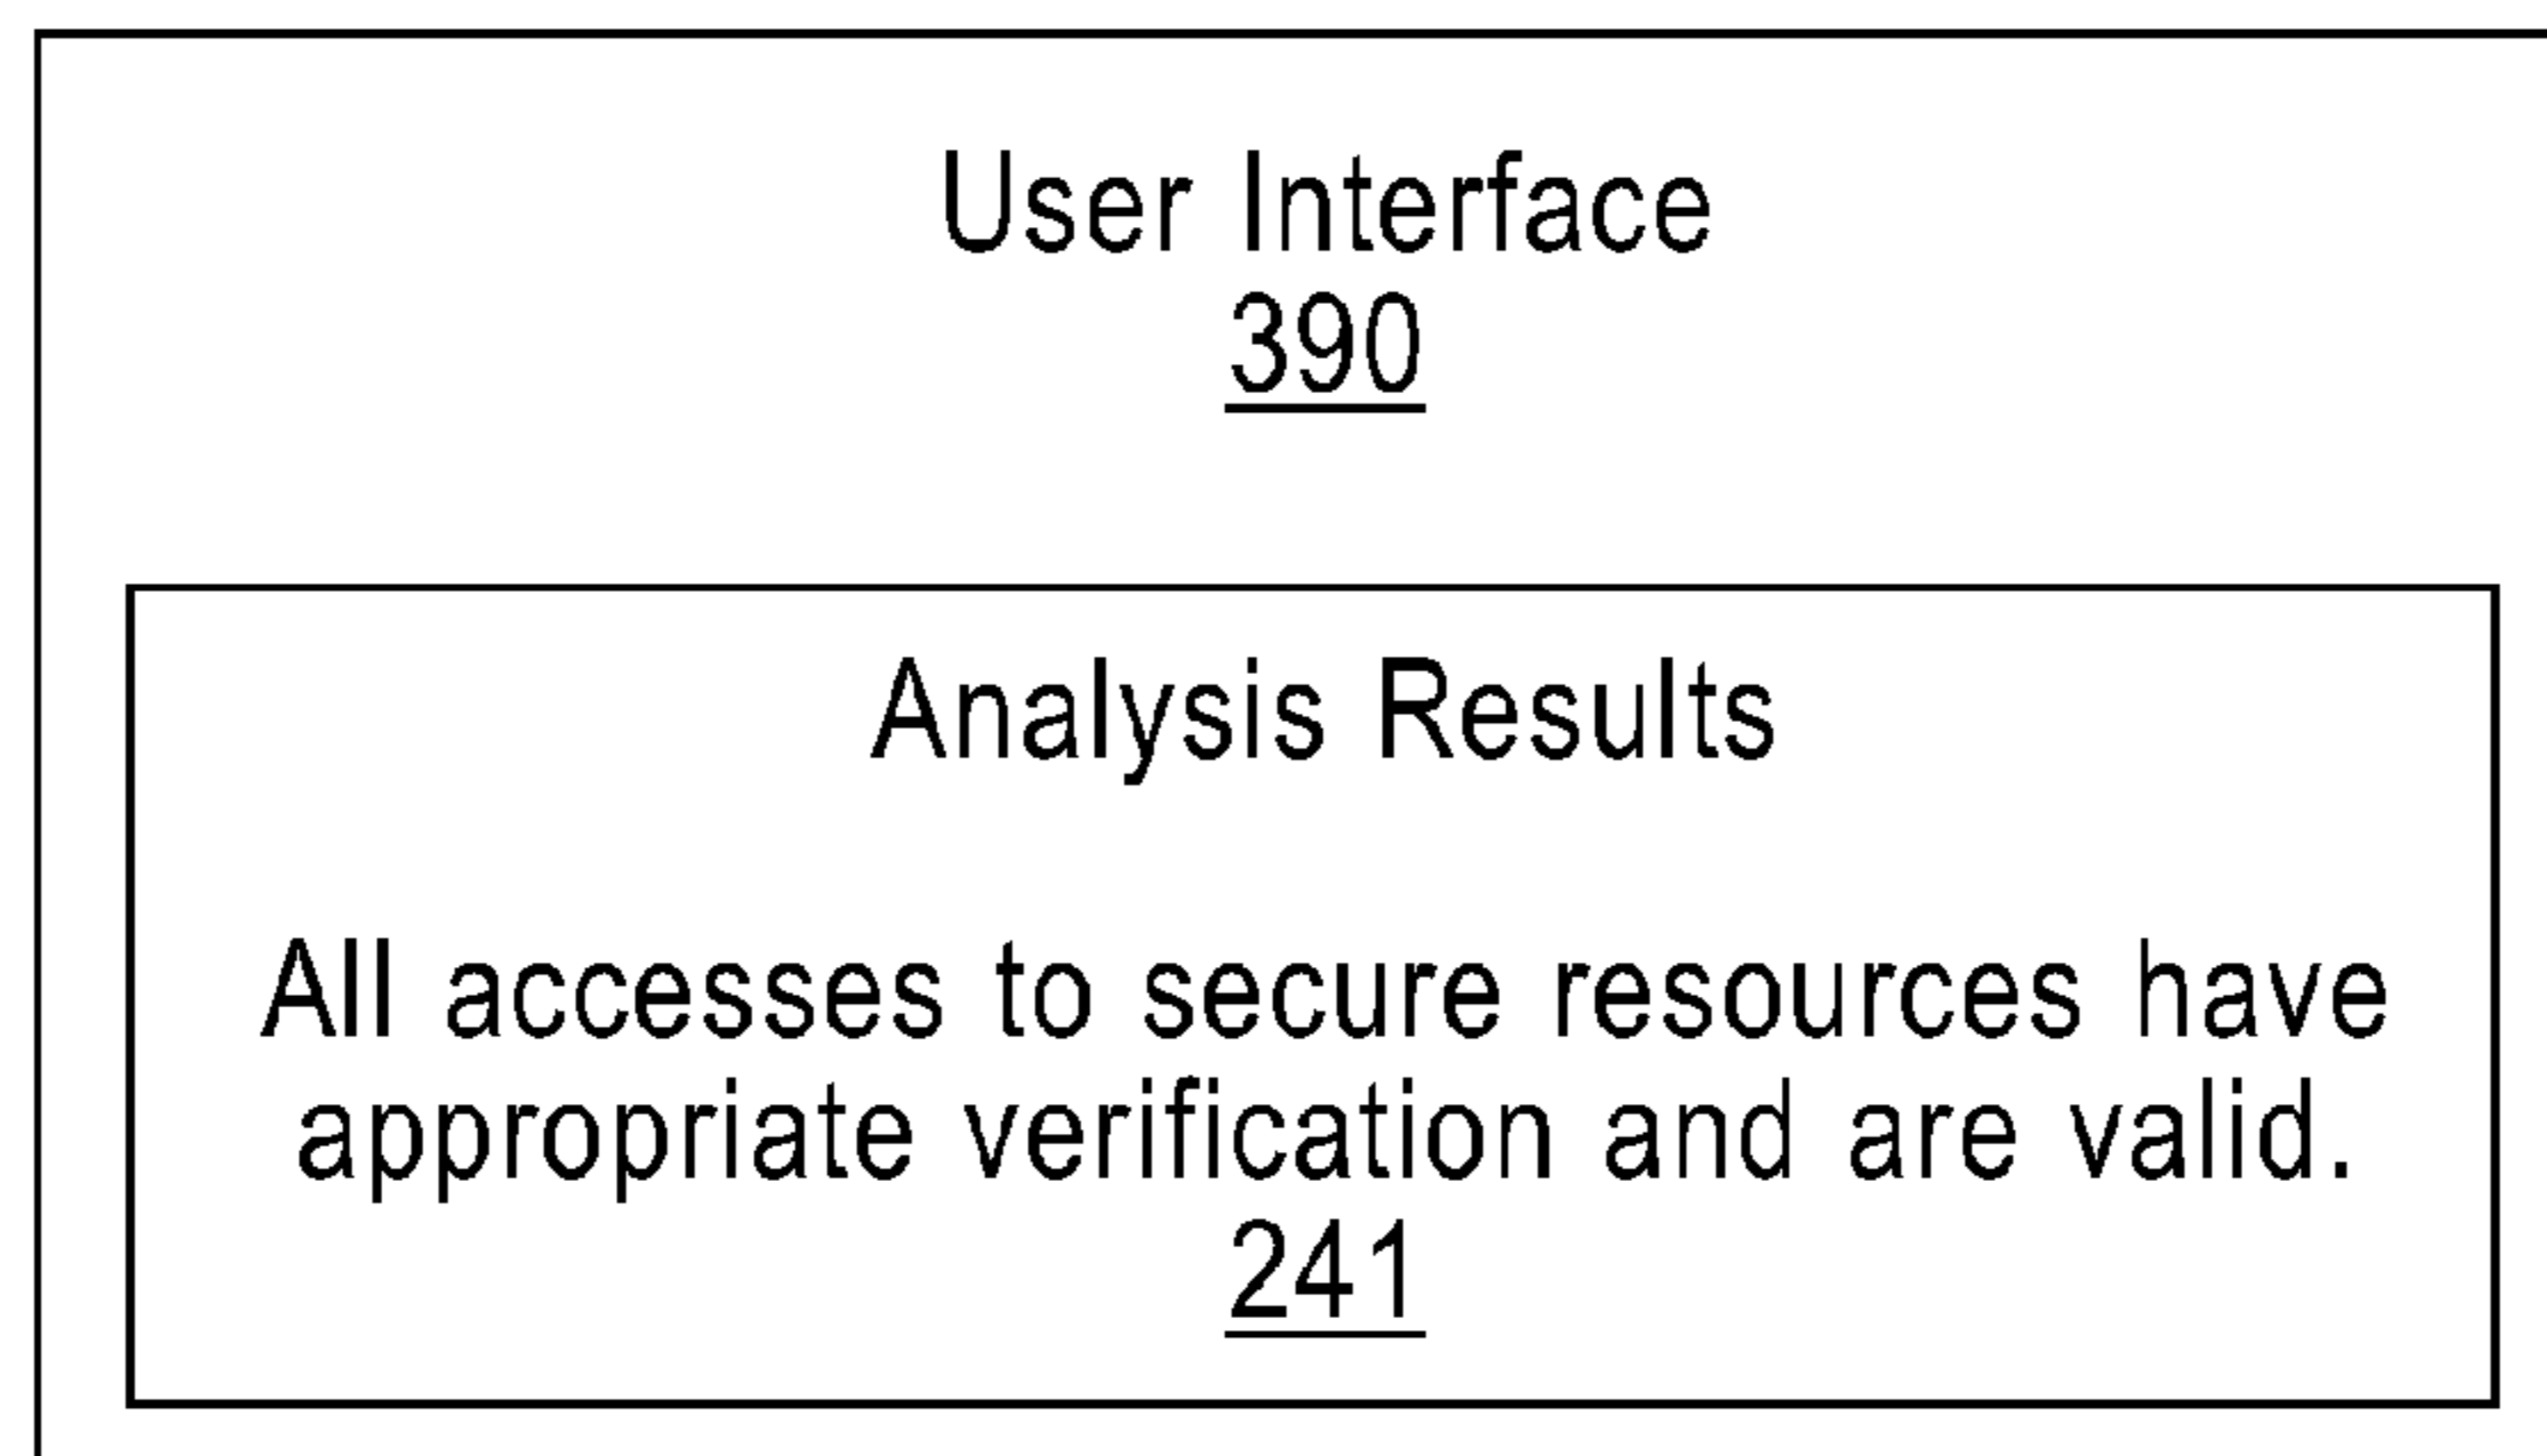 User Interface
390
Analysis Results
All accesses to secure resources have
appropriate verification and are valid.
241